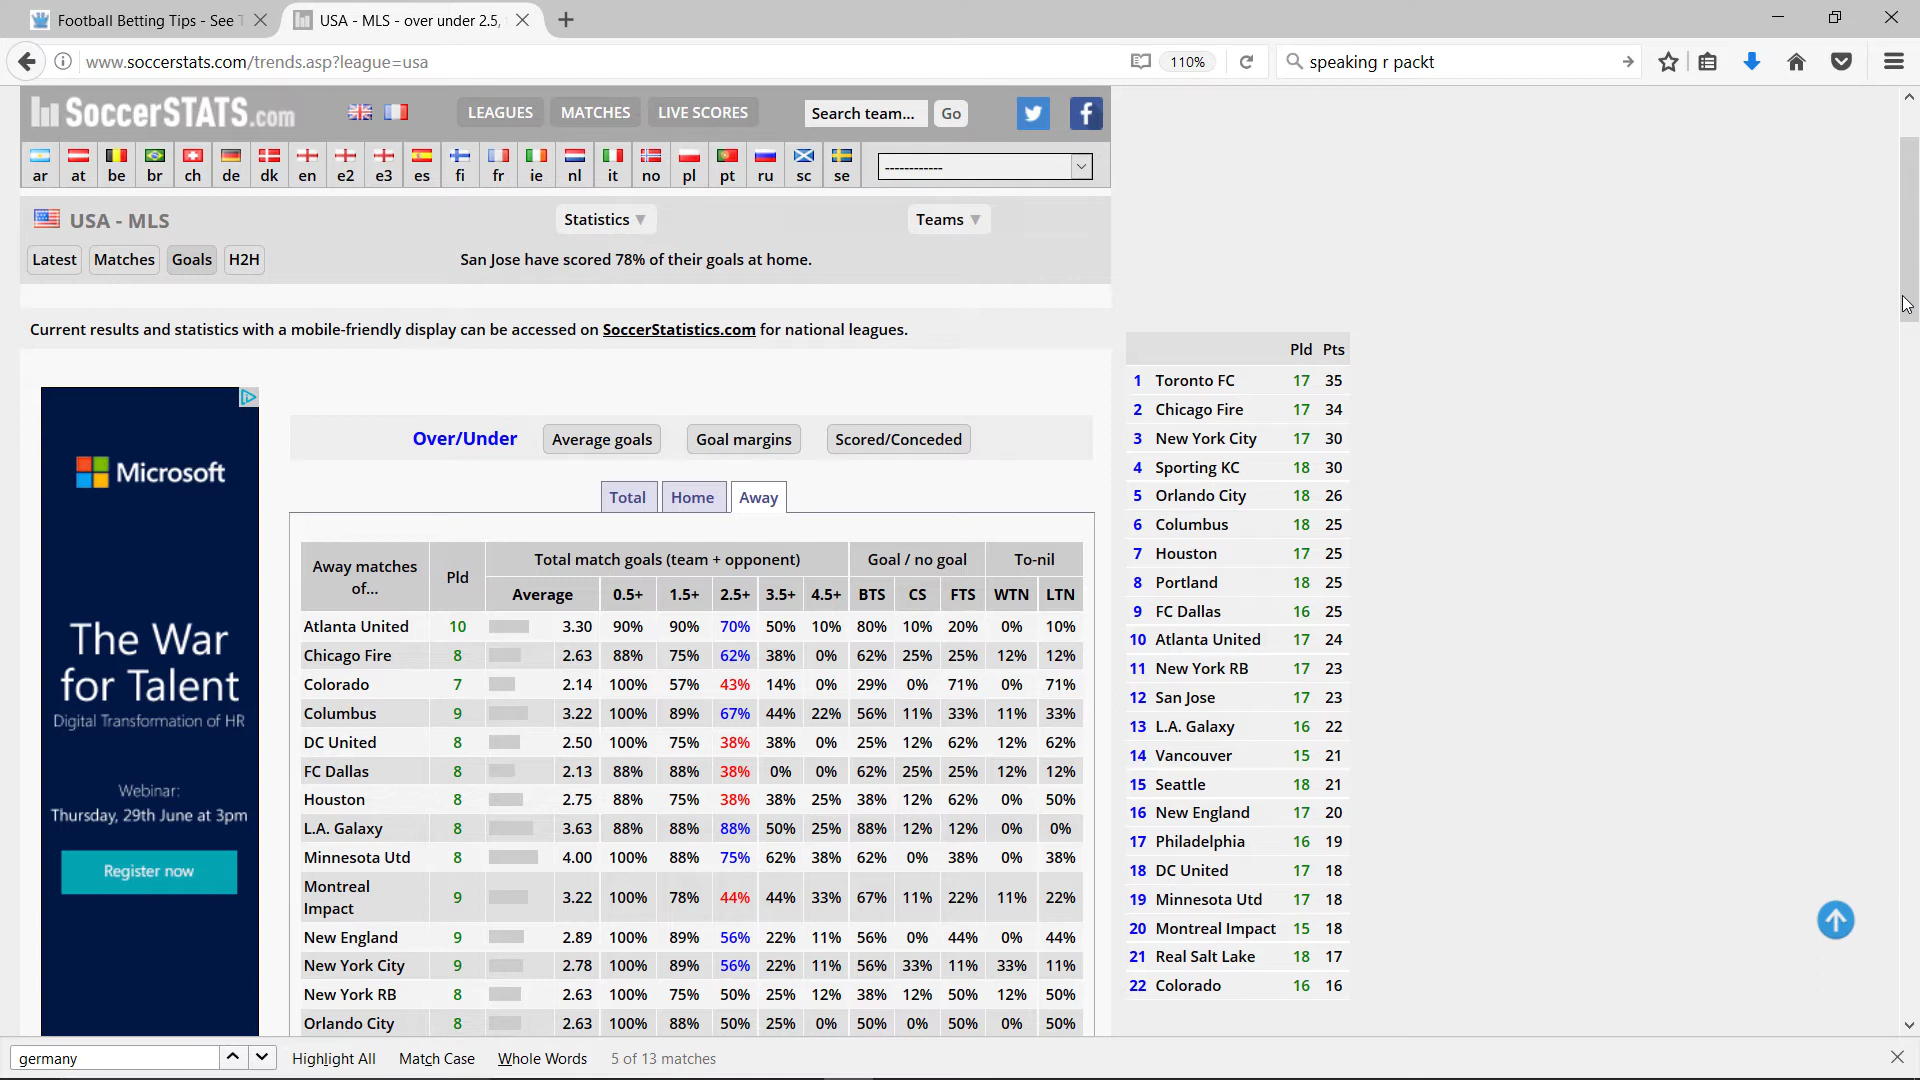 Football Betting Tips - See T
USA - MLS - over under 2.5,
www.soccerstats.com/trends.asp?league=usa
110%
speaking r packt
SoccerSTATS.com
LEAGUES MATCHES LIVE SCORES
Search team... Go
ar at be br ch de dk en e2 e3 es fi fr ie nl it no pl pt ru sc se
------------
USA - MLS
Statistics ▼
Teams ▼
Latest Matches Goals H2H
San Jose have scored 78% of their goals at home.
Current results and statistics with a mobile-friendly display can be accessed on SoccerStatistics.com for national leagues.
Microsoft
The War
for Talent
Digital Transformation of HR
Webinar:
Thursday, 29th June at 3pm
Register now
Over/Under Average goals Goal margins Scored/Conceded
Total Home Away
Away matches of... Pld Total match goals (team + opponent) Goal / no goal To-nil
Average 0.5+ 1.5+ 2.5+ 3.5+ 4.5+ BTS CS FTS WTN LTN
Atlanta United 10 3.30 90% 90% 70% 50% 10% 80% 10% 20% 0% 10%
Chicago Fire 8 2.63 88% 75% 62% 38% 0% 62% 25% 25% 12% 12%
Colorado 7 2.14 100% 57% 43% 14% 0% 29% 0% 71% 0% 71%
Columbus 9 3.22 100% 89% 67% 44% 22% 56% 11% 33% 11% 33%
DC United 8 2.50 100% 75% 38% 38% 0% 25% 12% 62% 12% 62%
FC Dallas 8 2.13 88% 88% 38% 0% 0% 62% 25% 25% 12% 12%
Houston 8 2.75 88% 75% 38% 38% 25% 38% 12% 62% 0% 50%
L.A. Galaxy 8 3.63 88% 88% 88% 50% 25% 88% 12% 12% 0% 0%
Minnesota Utd 8 4.00 100% 88% 75% 62% 38% 62% 0% 38% 0% 38%
Montreal Impact 9 3.22 100% 78% 44% 44% 33% 67% 11% 22% 11% 22%
New England 9 2.89 100% 89% 56% 22% 11% 56% 0% 44% 0% 44%
New York City 9 2.78 100% 89% 56% 22% 11% 56% 33% 11% 33% 11%
New York RB 8 2.63 100% 75% 50% 25% 12% 38% 12% 50% 12% 50%
Orlando City 8 2.63 100% 88% 50% 25% 0% 50% 0% 50% 0% 50%
Pld Pts
1 Toronto FC 17 35
2 Chicago Fire 17 34
3 New York City 17 30
4 Sporting KC 18 30
5 Orlando City 18 26
6 Columbus 18 25
7 Houston 17 25
8 Portland 18 25
9 FC Dallas 16 25
10 Atlanta United 17 24
11 New York RB 17 23
12 San Jose 17 23
13 L.A. Galaxy 16 22
14 Vancouver 15 21
15 Seattle 18 21
16 New England 17 20
17 Philadelphia 16 19
18 DC United 17 18
19 Minnesota Utd 17 18
20 Montreal Impact 15 18
21 Real Salt Lake 18 17
22 Colorado 16 16
germany
Highlight All Match Case Whole Words 5 of 13 matches